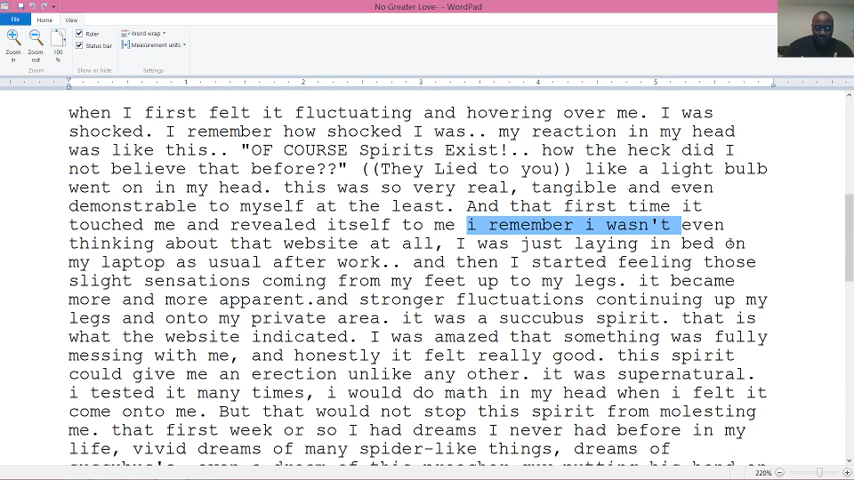 No Greater Love- - WordPad
File Home View
Zoom in Zoom out 100 %
Zoom
Ruler
Status bar
Show or hide
Word wrap
Measurement units
Settings
1 2 3 4 5
when I first felt it fluctuating and hovering over me. I was
shocked. I remember how shocked I was.. my reaction in my head
was like this.. "OF COURSE Spirits Exist!.. how the heck did I
not believe that before??" ((They Lied to you)) like a light bulb
went on in my head. this was so very real, tangible and even
demonstrable to myself at the least. And that first time it
touched me and revealed itself to me i remember i wasn't even
thinking about that website at all, I was just laying in bed on
my laptop as usual after work.. and then I started feeling those
slight sensations coming from my feet up to my legs. it became
more and more apparent.and stronger fluctuations continuing up my
legs and onto my private area. it was a succubus spirit. that is
what the website indicated. I was amazed that something was fully
messing with me, and honestly it felt really good. this spirit
could give me an erection unlike any other. it was supernatural.
i tested it many times, i would do math in my head when i felt it
come onto me. But that would not stop this spirit from molesting
me. that first week or so I had dreams I never had before in my
life, vivid dreams of many spider-like things, dreams of
220%